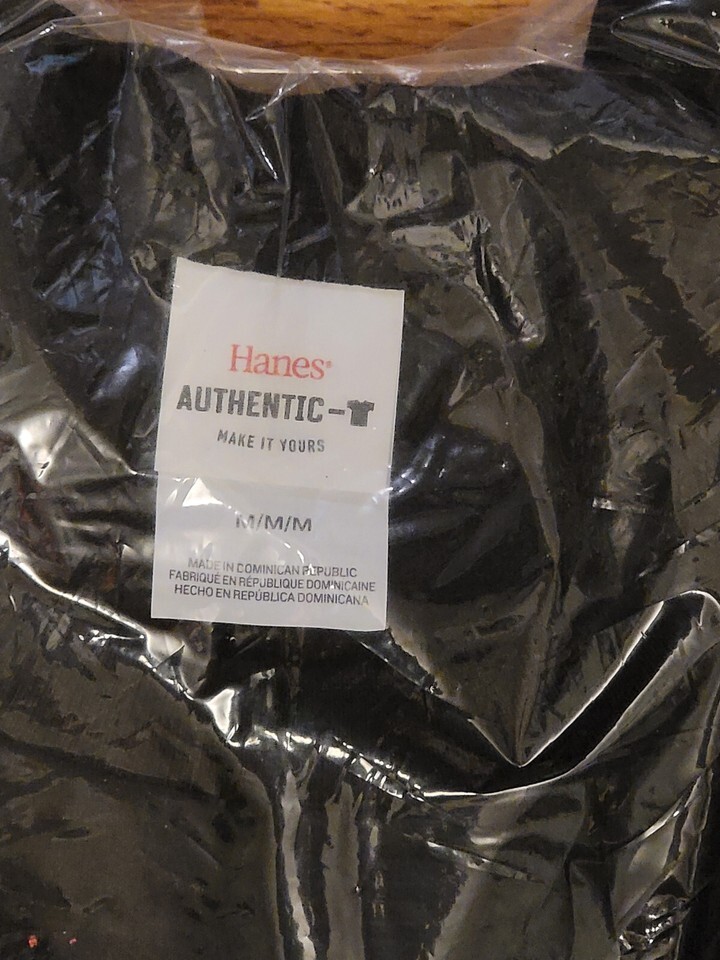 Hanes®
AUTHENTIC-
MAKE IT YOURS
M/M/M
MADE IN DOMINICAN REPUBLIC
FABRIQUÉ EN RÉPUBLIQUE DOMINICAINE
HECHO EN REPÚBLICA DOMINICANA